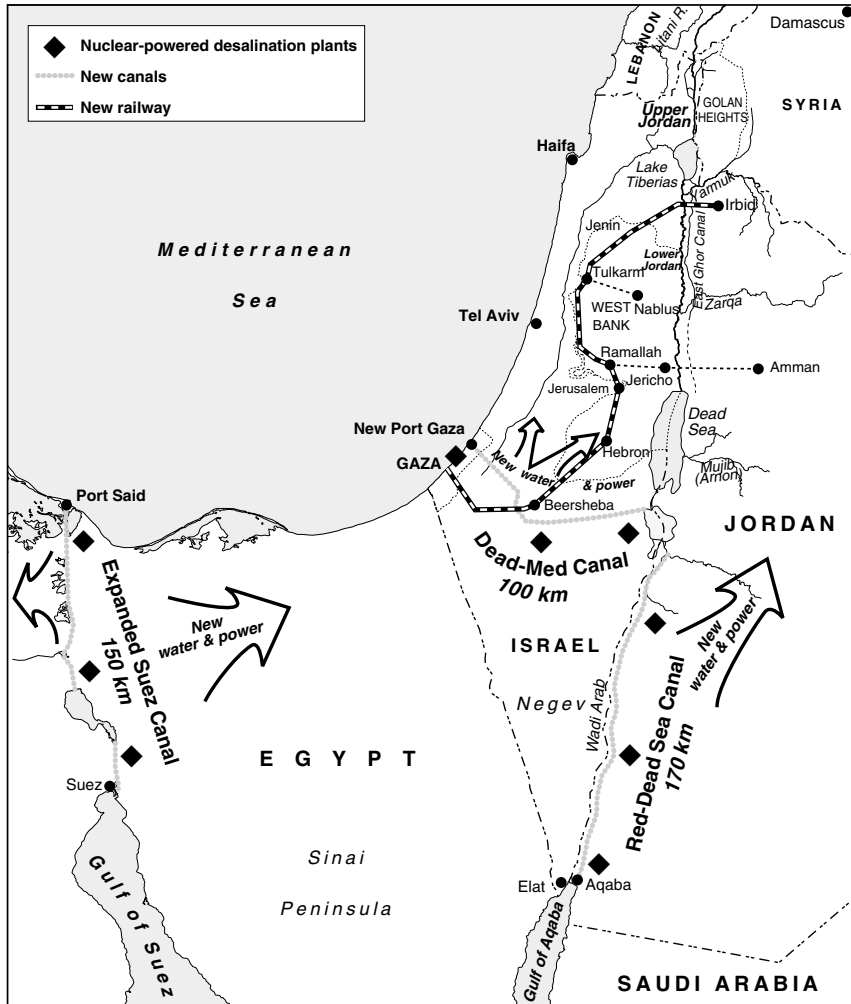 Nuclear-powered desalination plants
New canals
New railway
LEBANON
Litani R.
Damascus
Upper
Jordan
GOLAN
HEIGHTS
SYRIA
Haifa
Lake
Tiberias
Yarmuk
Irbid
Jenin
Lower
Jordan
East Ghor Canal
Mediterranean
Sea
Tulkarm
WEST
BANK
Nablus
Zarqa
Tel Aviv
Ramallah
Jericho
Amman
Jerusalem
Dead
Sea
New Port Gaza
GAZA
New water
& power
Hebron
Mujib
(Arnon)
Port Said
Beersheba
JORDAN
Dead-Med Canal
100 km
Expanded Suez Canal
150 km
New
water & power
ISRAEL
New
water & power
Negev
Wadi Arab
Red-Dead Sea Canal
170 km
EGYPT
Suez
Sinai
Peninsula
Gulf of Suez
Elat
Aqaba
Gulf of Aqaba
SAUDI ARABIA